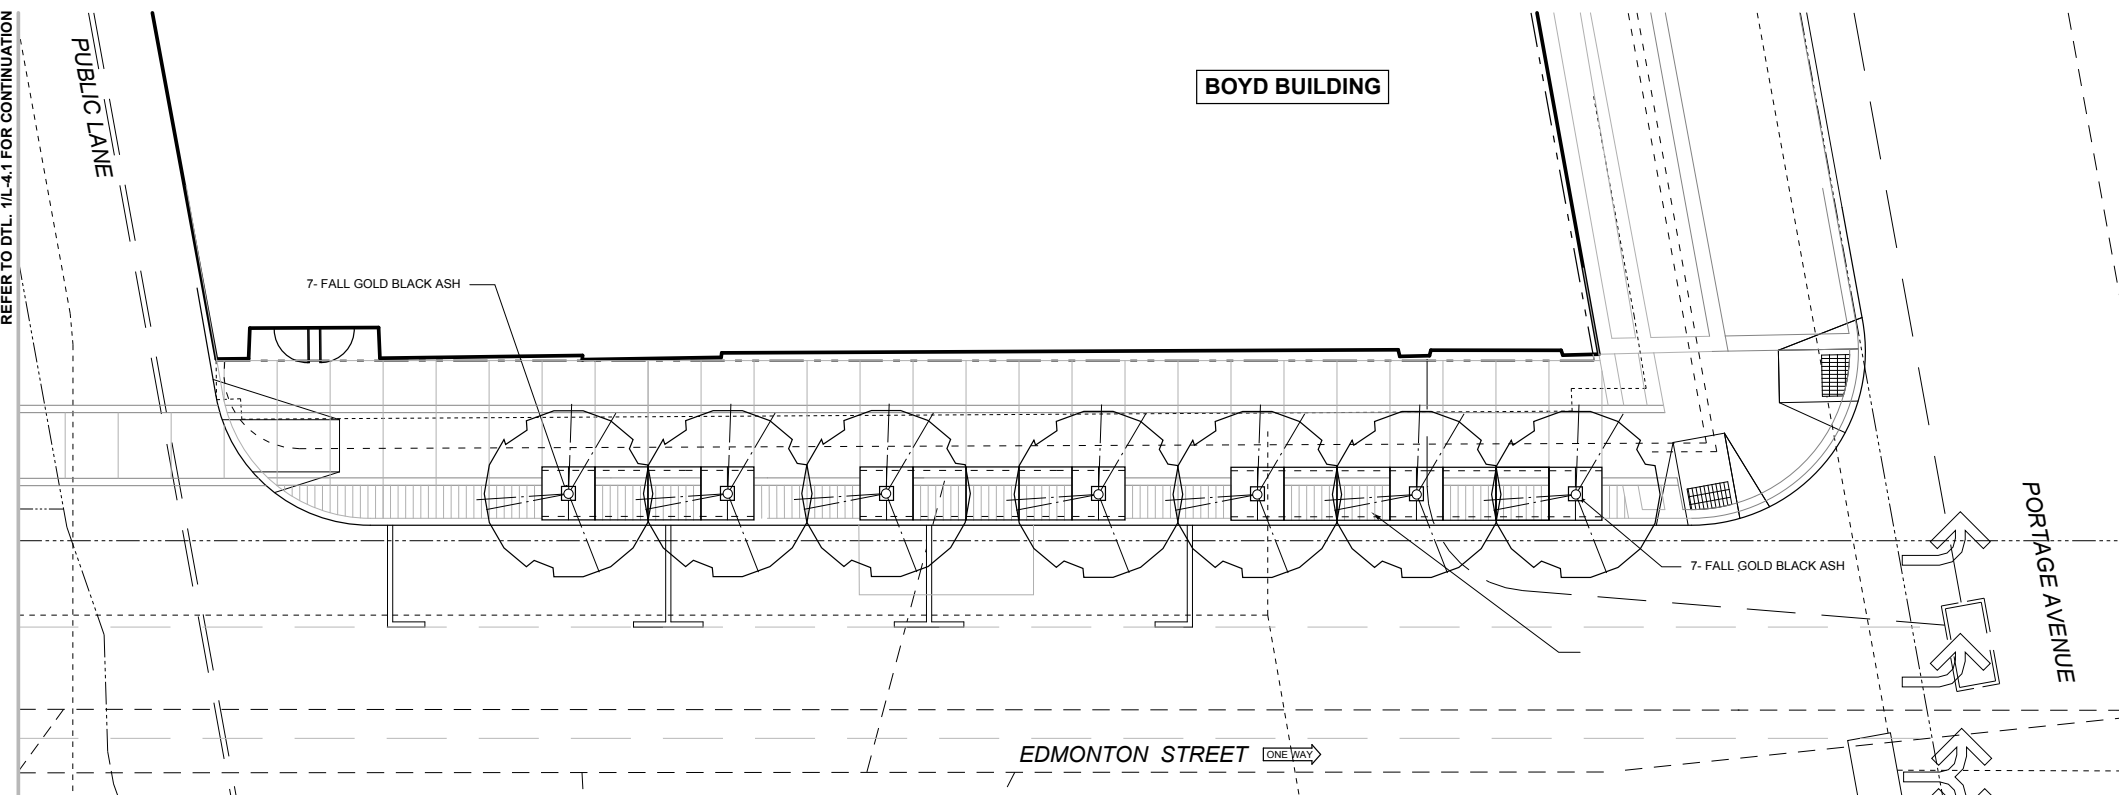 REFER TO DTL. 1/L-4.1 FOR CONTINUATION
PUBLIC LANE
BOYD BUILDING
7- FALL GOLD BLACK ASH
7- FALL GOLD BLACK ASH
PORTAGE AVENUE
EDMONTON STREET
ONE WAY